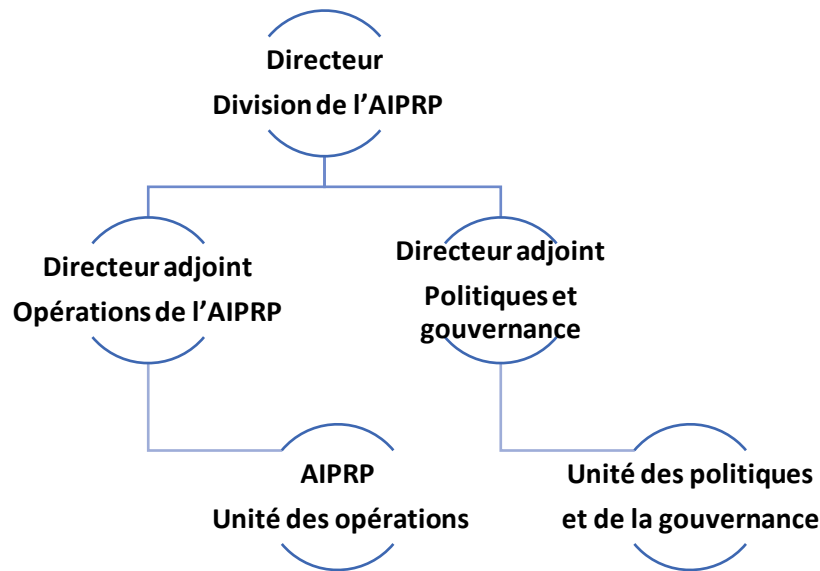 Directeur
Division de l’AIPRP
Directeur adjoint
Opérations de l’AIPRP
Directeur adjoint
Politiques et
gouvernance
AIPRP
Unité des opérations
Unité des politiques
et de la gouvernance